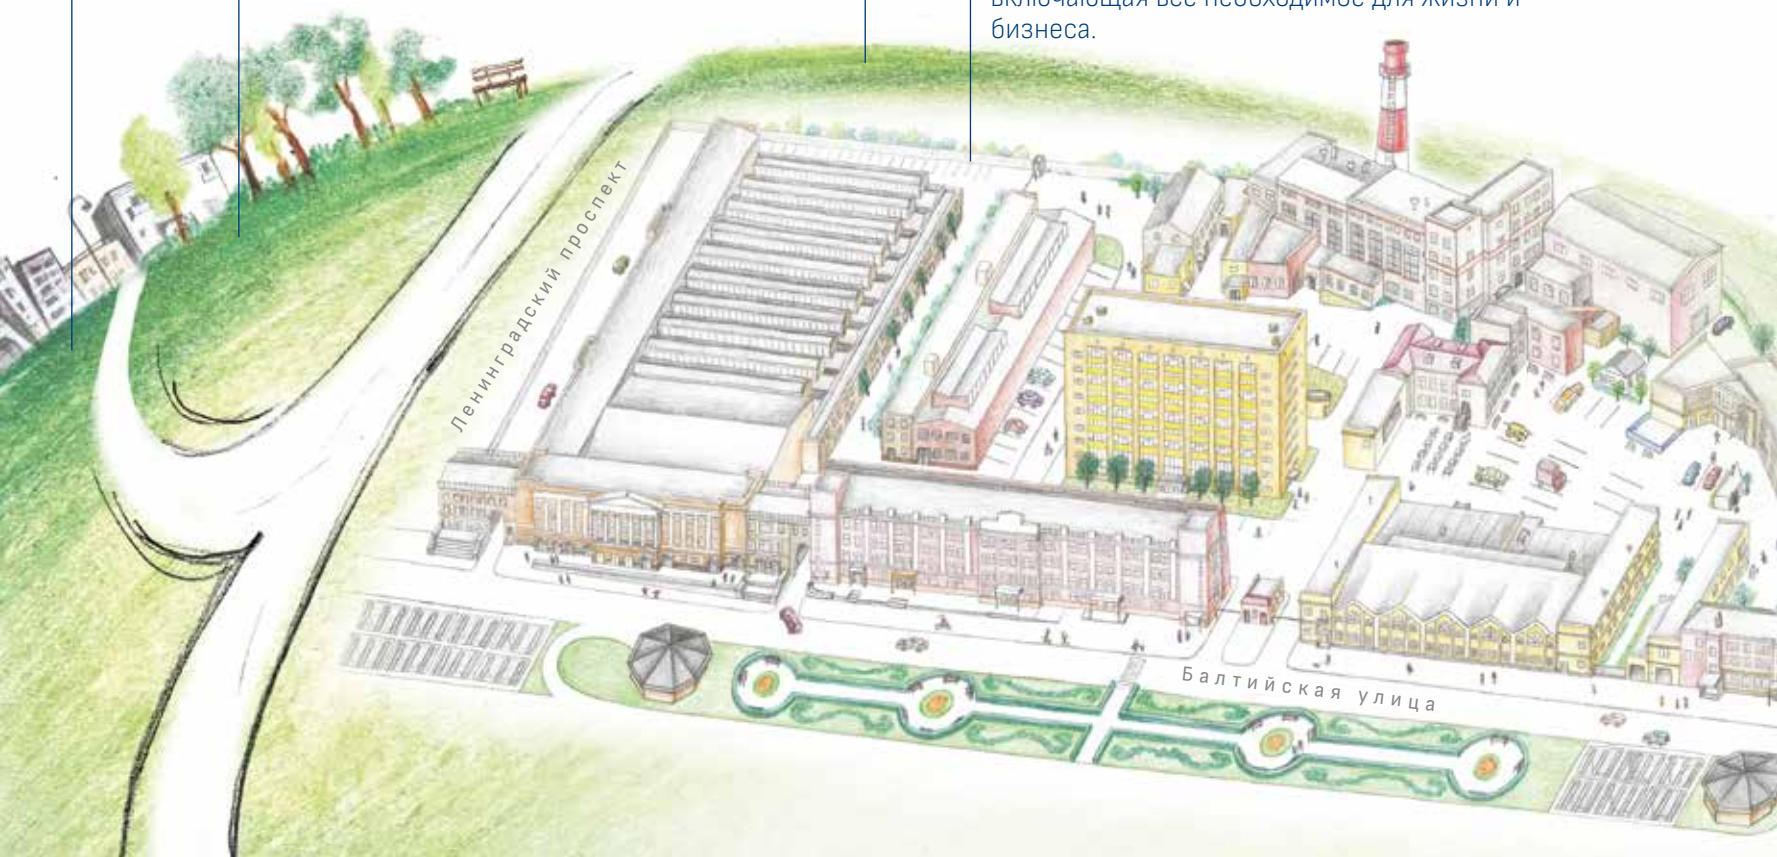 включающая все необходимое для жизни и
бизнеса.
Ленинградский проспект
Балтийская улица